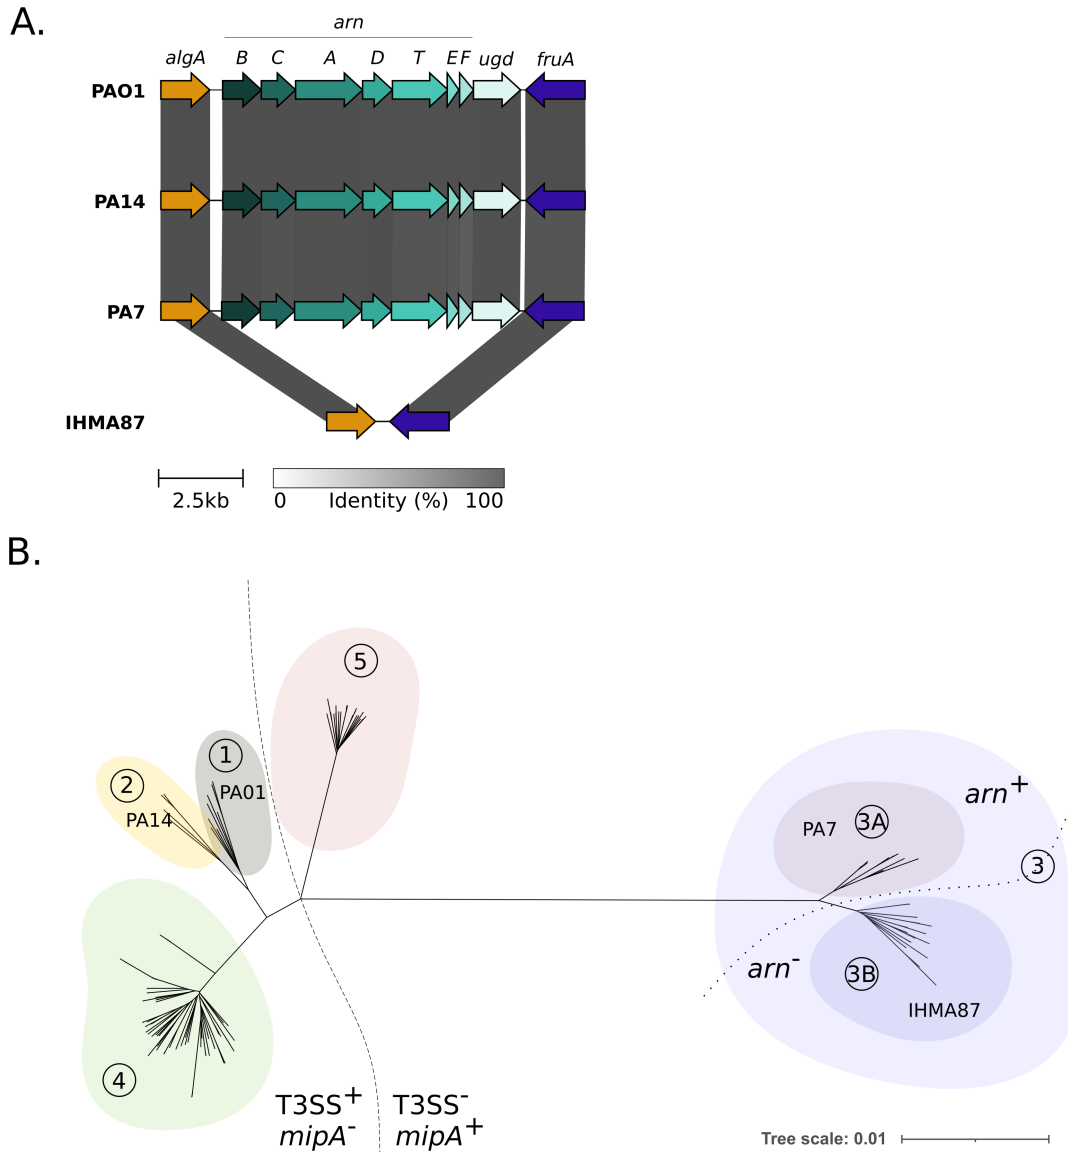 A.
arn
algA B C A D T E F ugd fruA
PAO1
PA14
PA7
IHMA87
2.5kb
0 Identity (%) 100
B.
5
1
PA01
2
PA14
arn+
PA7 3A
3
arn-
3B
IHMA87
4
T3SS+ T3SS-
mipA- mipA+
Tree scale: 0.01